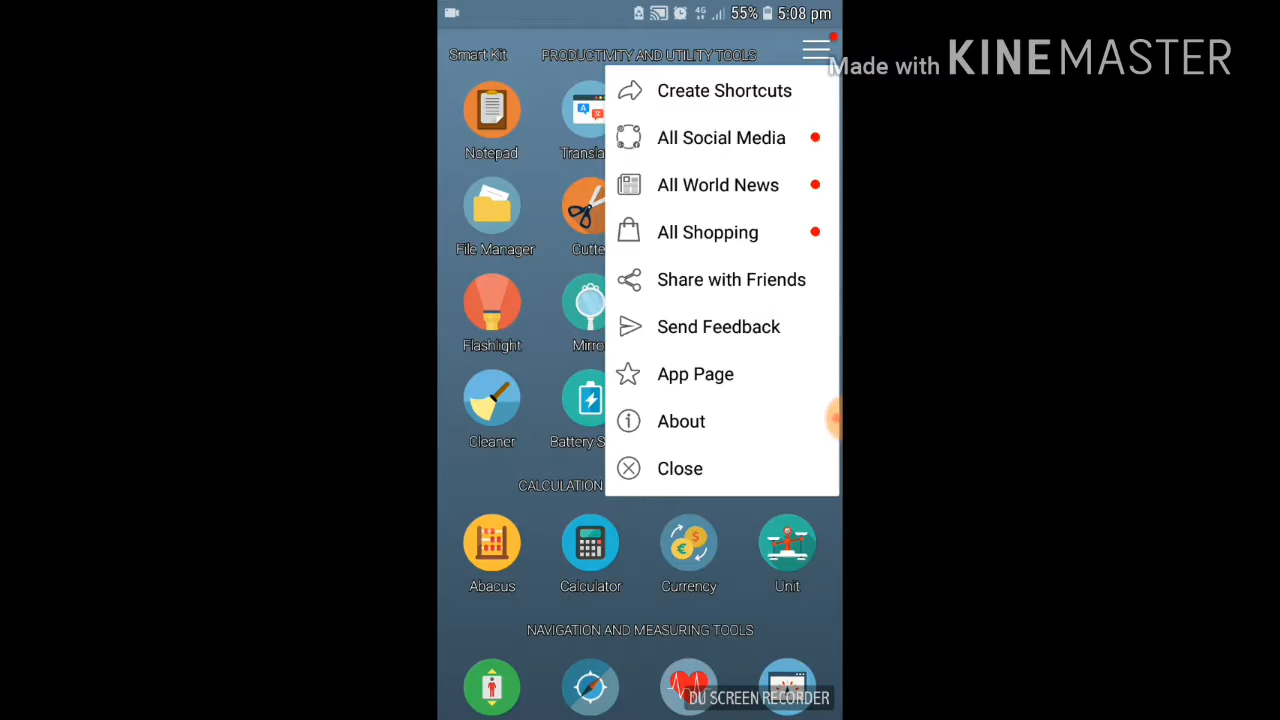 4G 55% 5:08 pm
Made with KINEMASTER
Smart Kit PRODUCTIVITY AND UTILITY TOOLS
Create Shortcuts
All Social Media
Notepad
All World News
All Shopping
File Manager
Share with Friends
Send Feedback
Flashlight
App Page
About
Cleaner
Close
CALCULATION
Abacus Calculator Currency Unit
NAVIGATION AND MEASURING TOOLS
DU SCREEN RECORDER